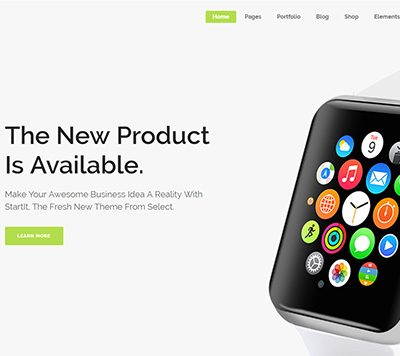 Home Pages Portfolio Blog Shop Elements
Tue
9
The New Product
Is Available.
Make Your Awesome Business Idea A Reality With
StartIt, The Fresh New Theme From Select.
LEARN MORE